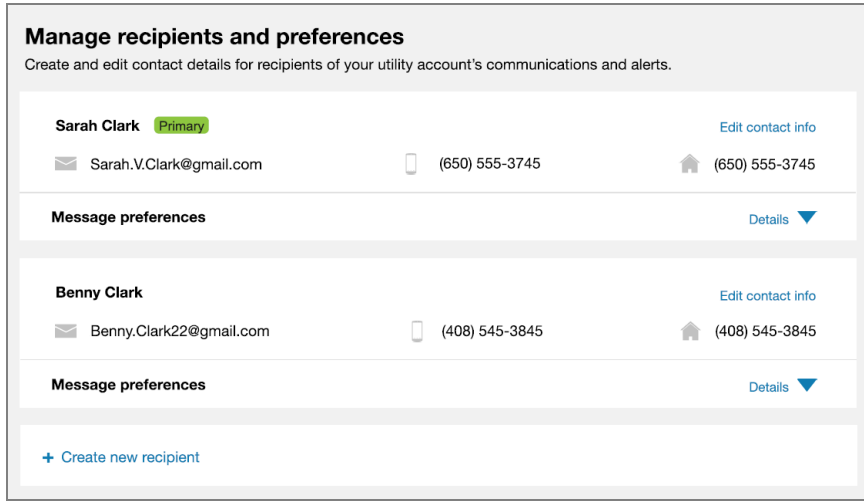 Manage recipients and preferences
Create and edit contact details for recipients of your utility account's communications and alerts.
Sarah Clark Primary Edit contact info
Sarah.V.Clark@gmail.com (650) 555-3745 (650) 555-3745
Message preferences Details
Benny Clark Edit contact info
Benny.Clark22@gmail.com (408) 545-3845 (408) 545-3845
Message preferences Details
+ Create new recipient